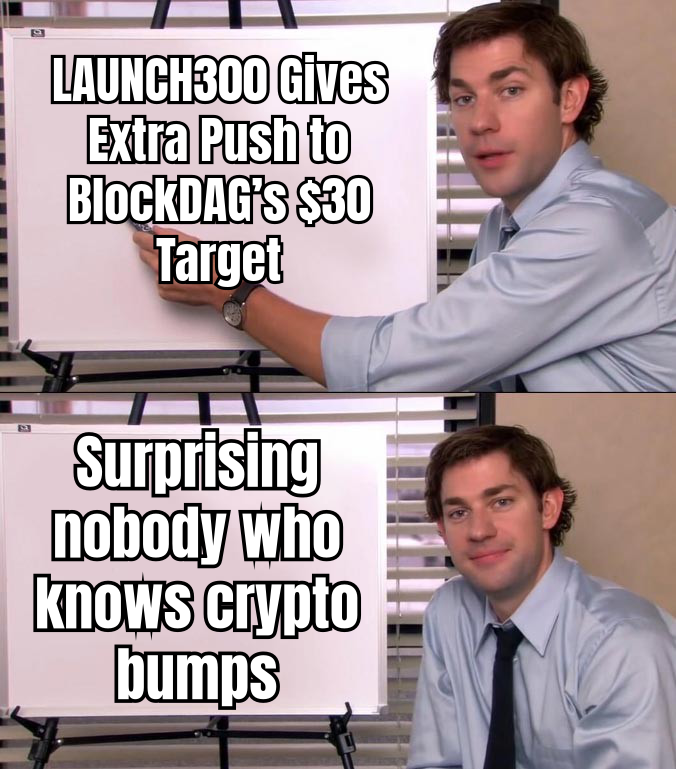 LAUNCH300 Gives
Extra Push to
BlockDAG’s $30
Target
Surprising
nobody who
knows crypto
bumps